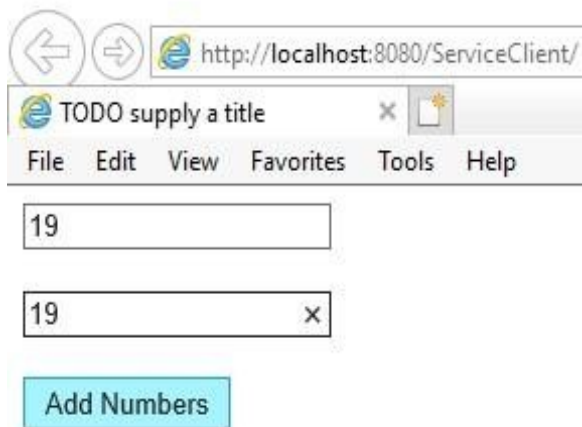 http://localhost:8080/ServiceClient/
TODO supply a title
File Edit View Favorites Tools Help
19
19
Add Numbers